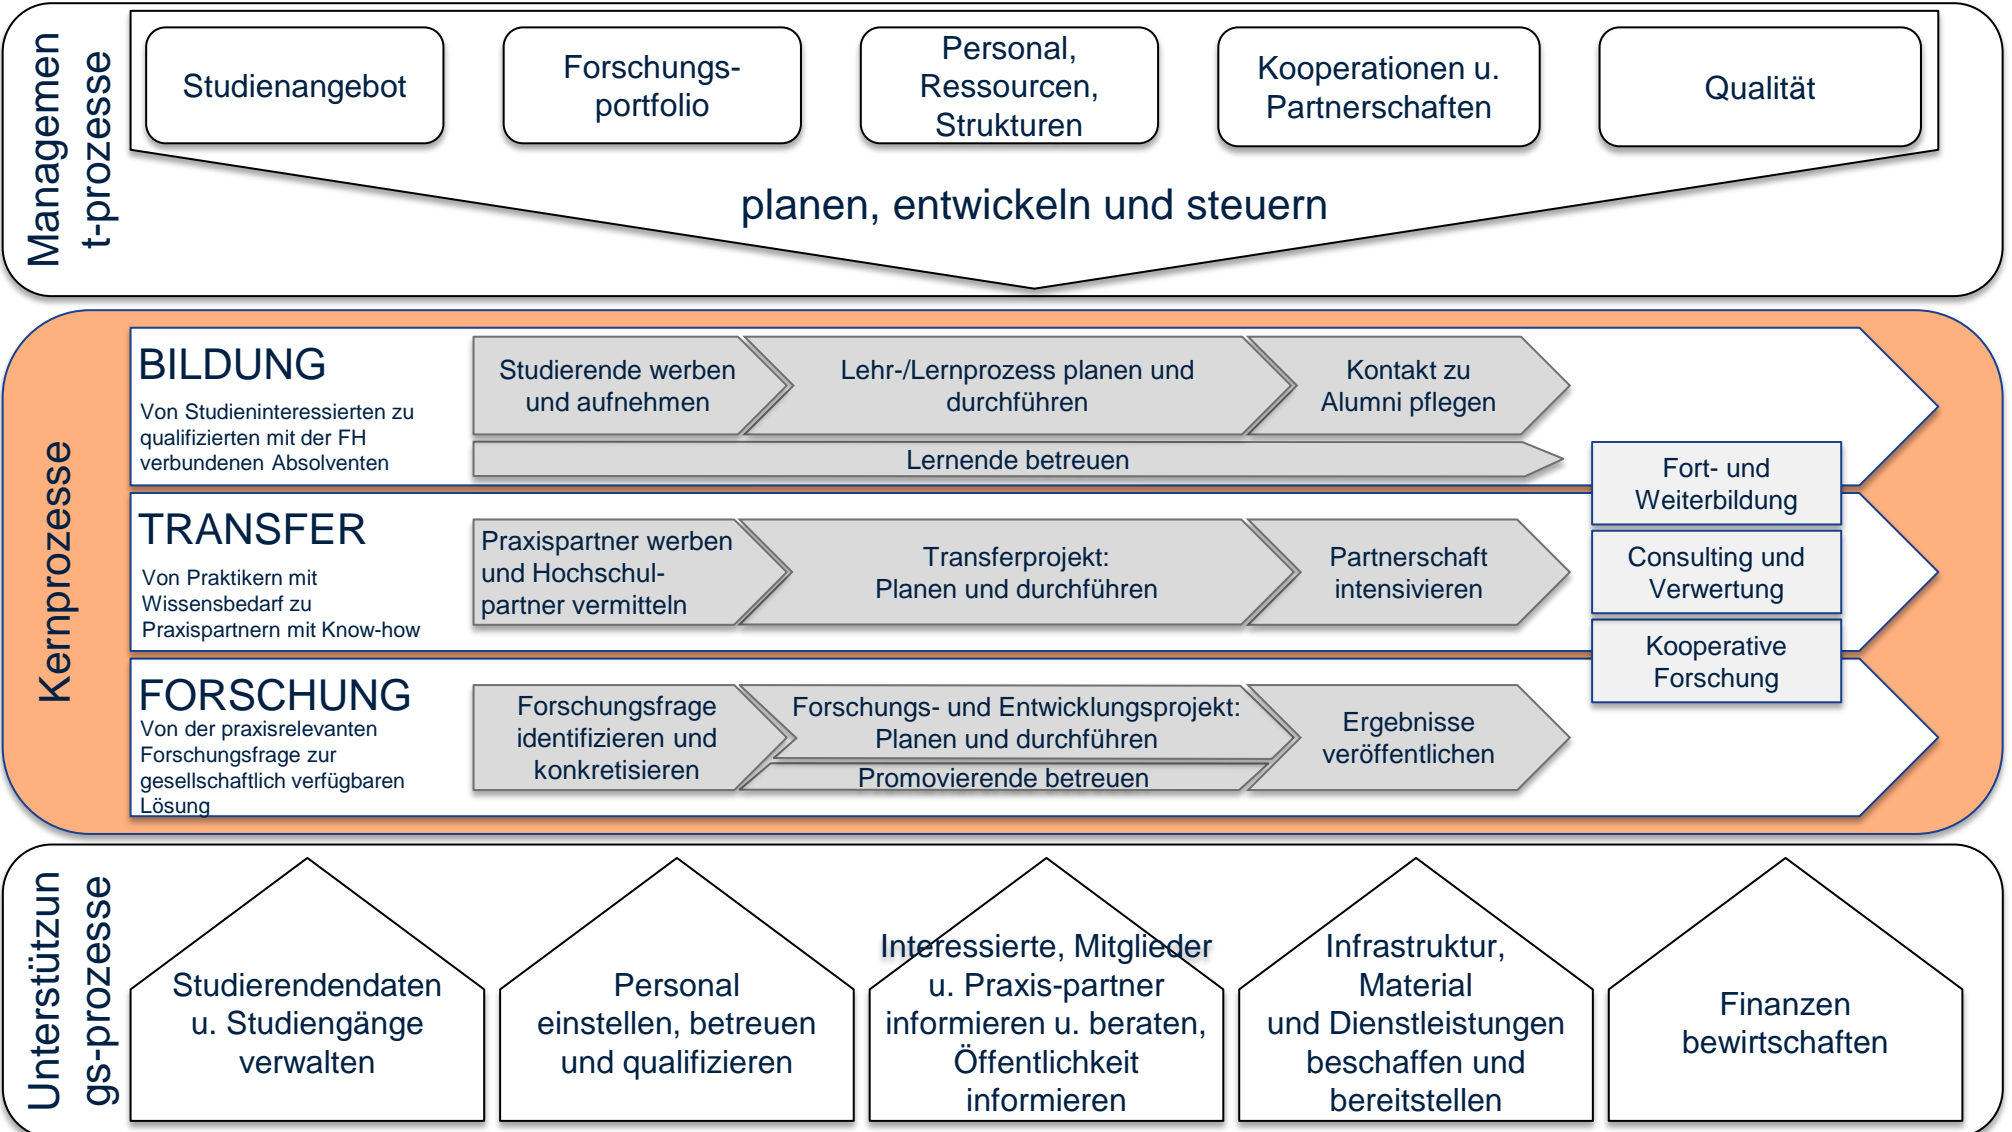 Managemen
t-prozesse
Studienangebot
Forschungs-
portfolio
Personal,
Ressourcen,
Strukturen
Kooperationen u.
Partnerschaften
Qualität
planen, entwickeln und steuern
Kernprozesse
BILDUNG
Von Studieninteressierten zu
qualifizierten mit der FH
verbundenen Absolventen
Studierende werben
und aufnehmen
Lehr-/Lernprozess planen und
durchführen
Kontakt zu
Alumni pflegen
Lernende betreuen
Fort- und
Weiterbildung
TRANSFER
Von Praktikern mit
Wissensbedarf zu
Praxispartnern mit Know-how
Praxispartner werben
und Hochschul-
partner vermitteln
Transferprojekt:
Planen und durchführen
Partnerschaft
intensivieren
Consulting und
Verwertung
Kooperative
Forschung
FORSCHUNG
Von der praxisrelevanten
Forschungsfrage zur
gesellschaftlich verfügbaren
Lösung
Forschungsfrage
identifizieren und
konkretisieren
Forschungs- und Entwicklungsprojekt:
Planen und durchführen
Promovierende betreuen
Ergebnisse
veröffentlichen
Unterstützun
gs-prozesse
Studierendendaten
u. Studiengänge
verwalten
Personal
einstellen, betreuen
und qualifizieren
Interessierte, Mitglieder
u. Praxis-partner
informieren u. beraten,
Öffentlichkeit
informieren
Infrastruktur,
Material
und Dienstleistungen
beschaffen und
bereitstellen
Finanzen
bewirtschaften